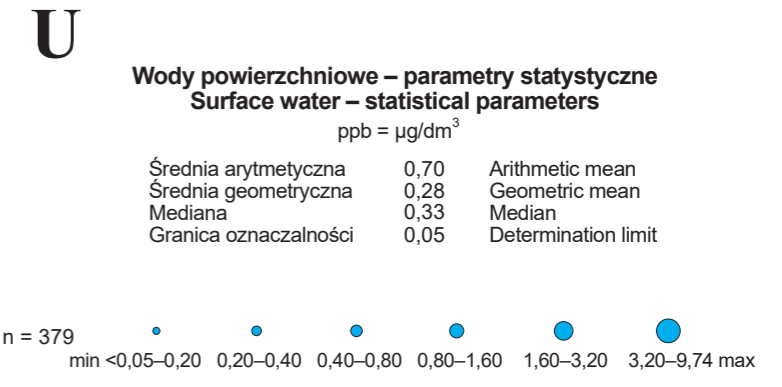 U
Wody powierzchniowe – parametry statystyczne
Surface water – statistical parameters
ppb = µg/dm³
Średnia arytmetyczna 0,70 Arithmetic mean
Średnia geometryczna 0,28 Geometric mean
Mediana 0,33 Median
Granica oznaczalności 0,05 Determination limit
n = 379
min <0,05–0,20 0,20–0,40 0,40–0,80 0,80–1,60 1,60–3,20 3,20–9,74 max